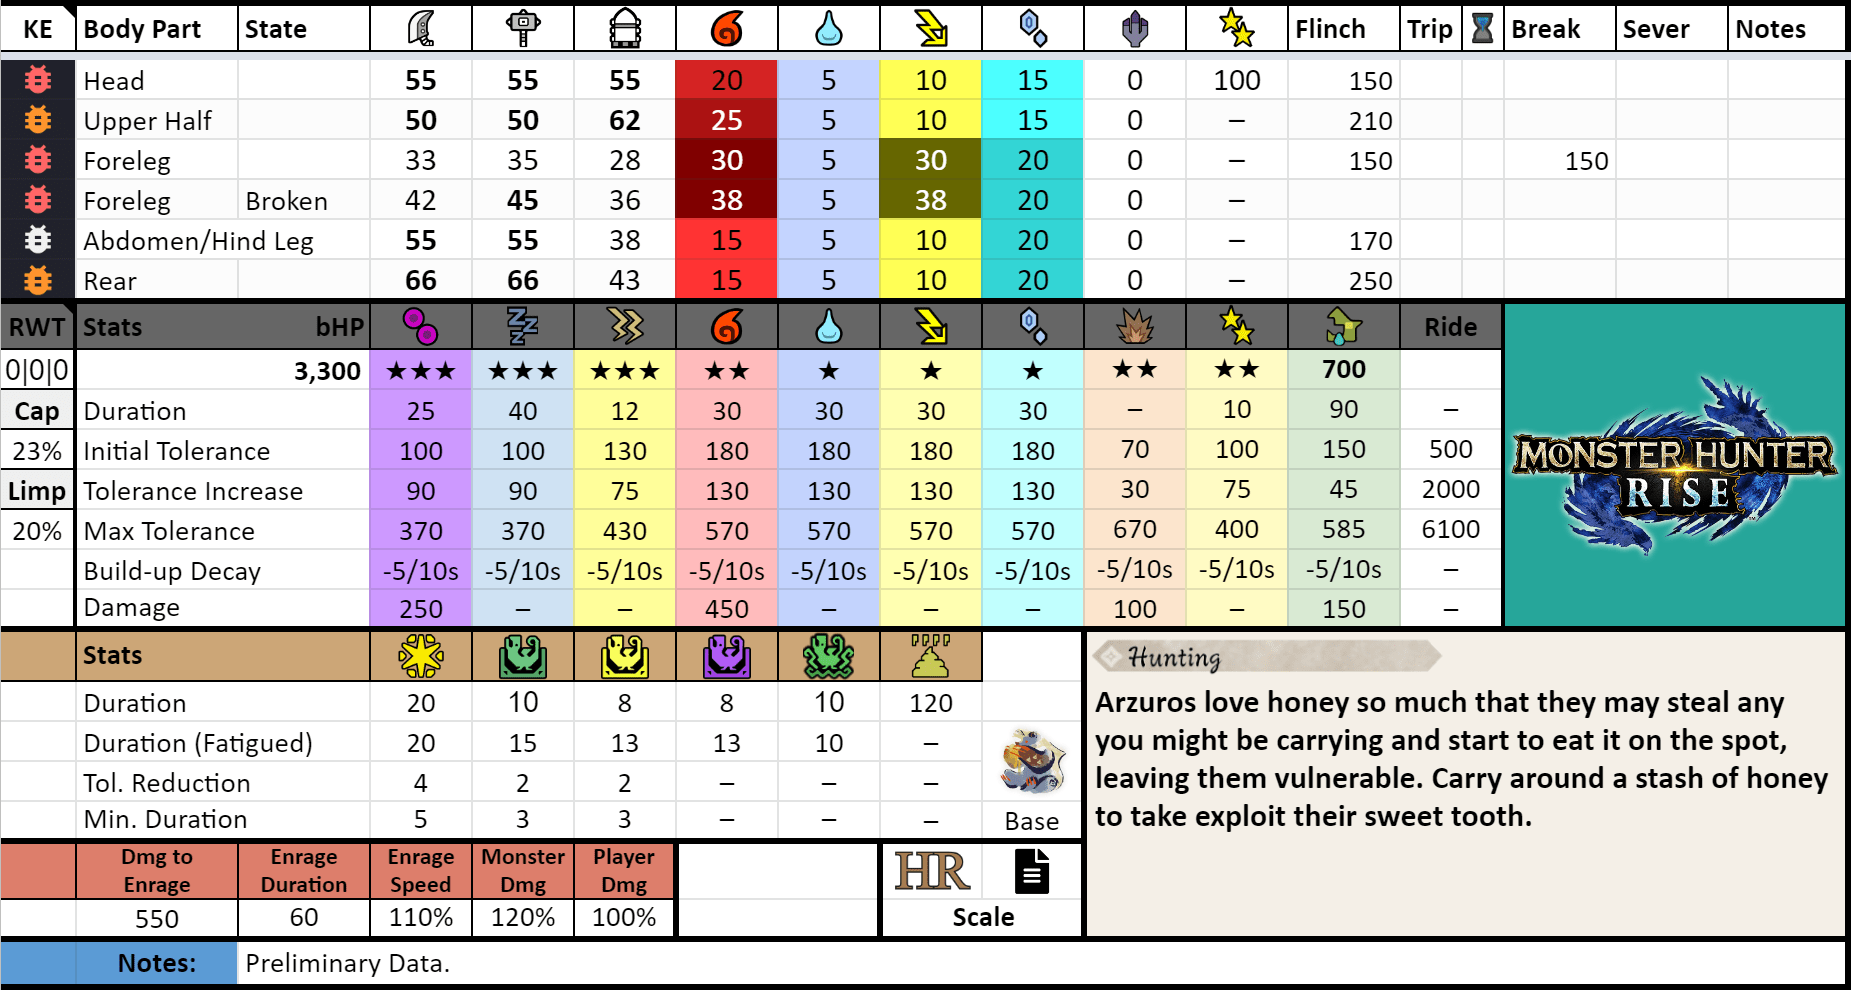 KE Body Part State Flinch Trip Break Sever Notes
Head 55 55 55 20 5 10 15 0 100 150
Upper Half 50 50 62 25 5 10 15 0 – 210
Foreleg 33 35 28 30 5 30 20 0 – 150 150
Foreleg Broken 42 45 36 38 5 38 20 0 –
Abdomen/Hind Leg 55 55 38 15 5 10 20 0 – 170
Rear 66 66 43 15 5 10 20 0 – 250
RWT Stats bHP Ride
0|0|0 3,300 ★★★ ★★★ ★★★ ★★ ★ ★ ★ ★★ ★★ 700
Cap Duration 25 40 12 30 30 30 30 – 10 90 –
23% Initial Tolerance 100 100 130 180 180 180 180 70 100 150 500
Limp Tolerance Increase 90 90 75 130 130 130 130 30 75 45 2000
20% Max Tolerance 370 370 430 570 570 570 570 670 400 585 6100
Build-up Decay -5/10s -5/10s -5/10s -5/10s -5/10s -5/10s -5/10s -5/10s -5/10s -5/10s –
Damage 250 – – 450 – – – 100 – 150 –
MONSTER HUNTER
RISE
Stats
Duration 20 10 8 8 10 120
Duration (Fatigued) 20 15 13 13 10 –
Tol. Reduction 4 2 2 – – –
Min. Duration 5 3 3 – – – Base
Hunting
Arzuros love honey so much that they may steal any
you might be carrying and start to eat it on the spot,
leaving them vulnerable. Carry around a stash of honey
to take exploit their sweet tooth.
Dmg to Enrage Enrage Duration Enrage Speed Monster Dmg Player Dmg HR
550 60 110% 120% 100% Scale
Notes: Preliminary Data.